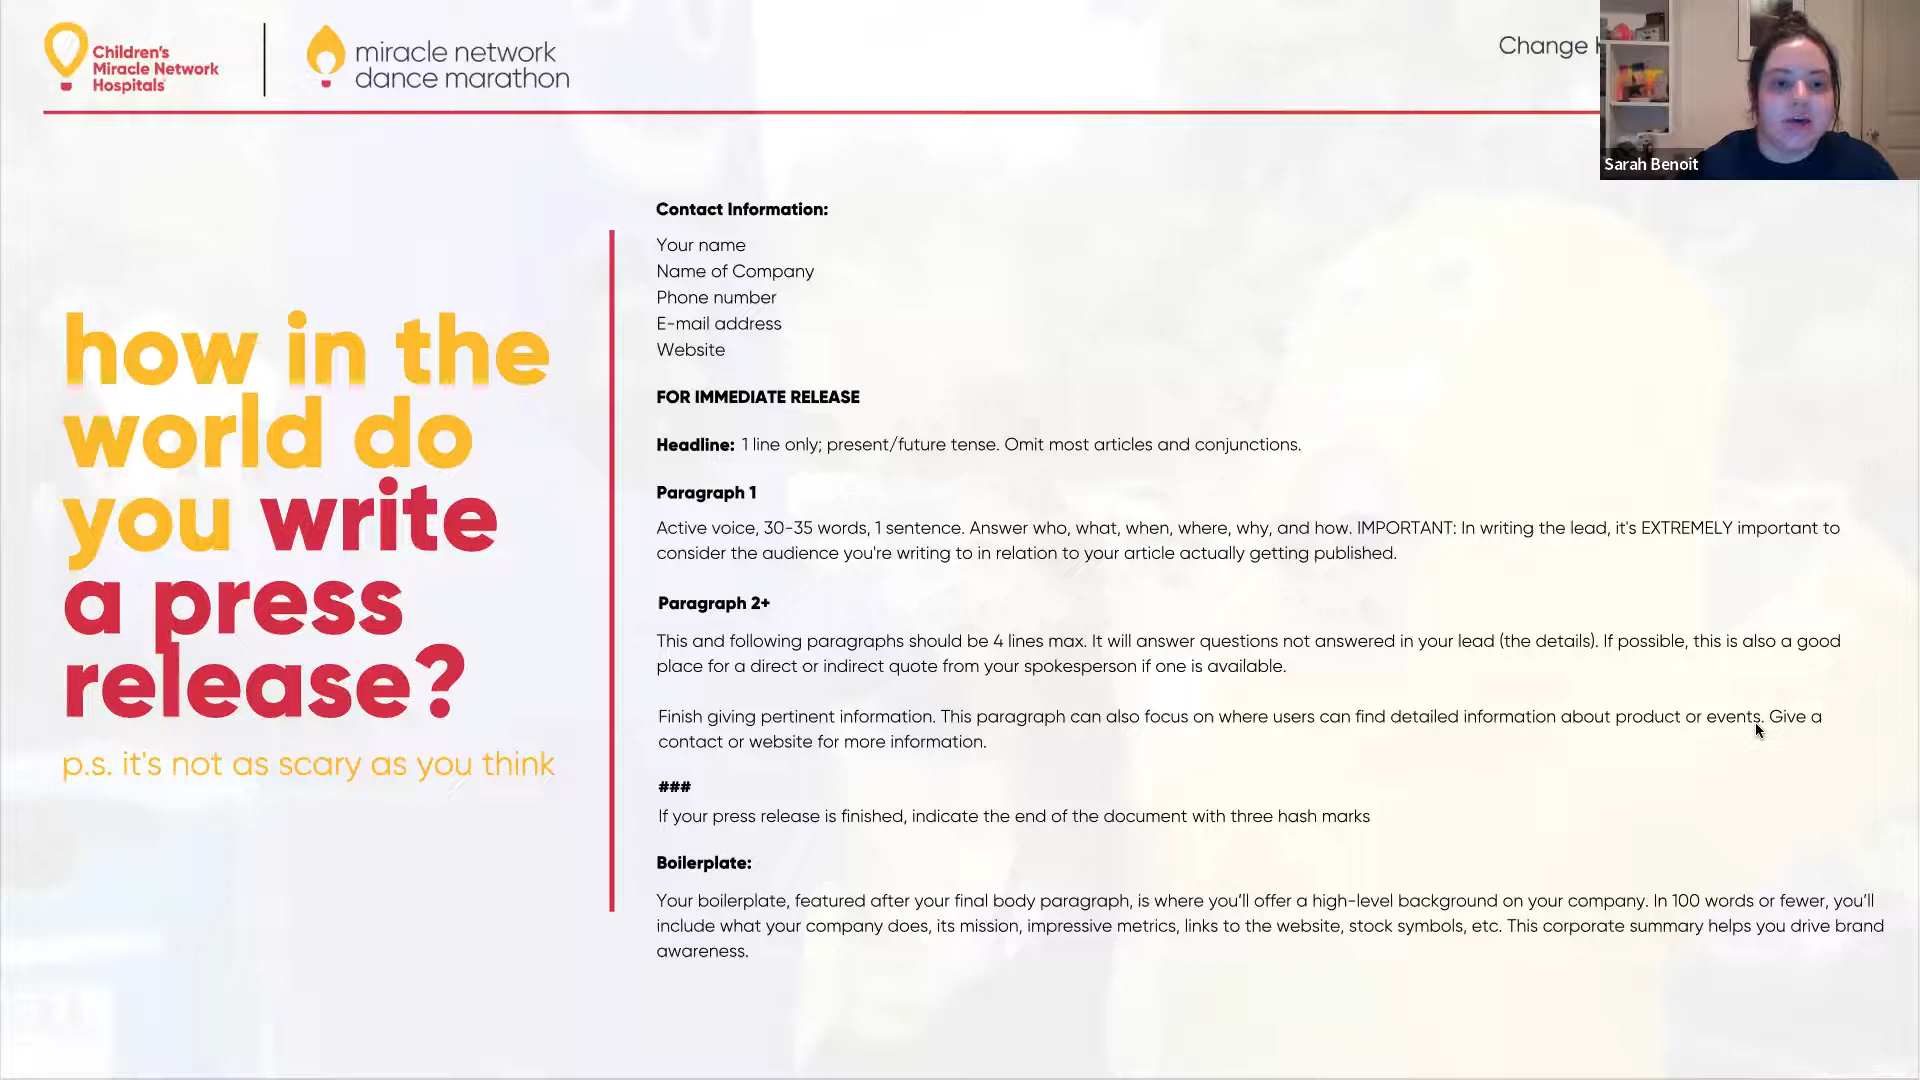 Children's
Miracle Network
Hospitals
miracle network
dance marathon
Change
Sarah Benoit
how in the
world do
you write
a press
release?
p.s. it's not as scary as you think
Contact Information:
Your name
Name of Company
Phone number
E-mail address
Website
FOR IMMEDIATE RELEASE
Headline: 1 line only; present/future tense. Omit most articles and conjunctions.
Paragraph 1
Active voice, 30-35 words, 1 sentence. Answer who, what, when, where, why, and how. IMPORTANT: In writing the lead, it's EXTREMELY important to
consider the audience you're writing to in relation to your article actually getting published.
Paragraph 2+
This and following paragraphs should be 4 lines max. It will answer questions not answered in your lead (the details). If possible, this is also a good
place for a direct or indirect quote from your spokesperson if one is available.
Finish giving pertinent information. This paragraph can also focus on where users can find detailed information about product or events. Give a
contact or website for more information.
###
If your press release is finished, indicate the end of the document with three hash marks
Boilerplate:
Your boilerplate, featured after your final body paragraph, is where you'll offer a high-level background on your company. In 100 words or fewer, you'll
include what your company does, its mission, impressive metrics, links to the website, stock symbols, etc. This corporate summary helps you drive brand
awareness.